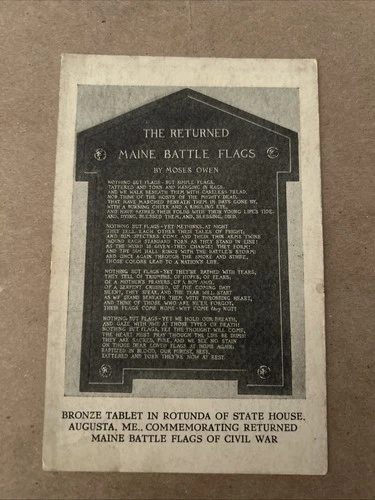 THE RETURNED
MAINE BATTLE FLAGS
BY MOSES OWEN
NOTHING BUT FLAGS - BUT SIMPLE FLAGS,
TATTERED AND TORN AND HANGING IN RAGS;
AND WE WALK BENEATH THEM WITH CARELESS TREAD,
NOR THINK OF THE HOSTS OF THE MIGHTY DEAD,
THAT HAVE MARCHED BENEATH THEM IN DAYS GONE BY,
WITH A BURNING CHEEK AND A KINDLING EYE,
AND HAVE BATHED THEIR FOLDS WITH THEIR YOUNG LIFE'S TIDE,
AND, DYING, BLESSED THEM, AND, BLESSING, DIED.
NOTHING BUT FLAGS - YET METHINKS, AT NIGHT
THEY TELL EACH OTHER THEIR TALES OF FRIGHT;
AND DIM SPECTRES COME AND THEIR THIN ARMS TWINE
'ROUND EACH STANDARD TORN AS THEY STAND IN LINE!
AS THE WORD IS GIVEN - THEY CHARGE! THEY FORM!
AND THE DIM HALL RINGS WITH THE BATTLE'S STORM!
AND ONCE AGAIN THROUGH THE SMOKE AND STRIFE,
THOSE COLORS LEAD TO A NATION'S LIFE.
NOTHING BUT FLAGS - YET THEY'RE BATHED WITH TEARS,
THEY TELL OF TRIUMPHS, OF HOPES, OF FEARS;
OF A MOTHER'S PRAYERS, OF A BOY AWAY,
OF A SERPENT CRUSHED, OF THE COMING DAY!
SILENT, THEY SPEAK, AND THE TEAR WILL START
AS WE STAND BENEATH THEM WITH THROBBING HEART,
AND THINK OF THOSE WHO ARE NE'ER FORGOT,
THEIR FLAGS COME HOME - WHY COME THEY NOT?
NOTHING BUT FLAGS - YET WE HOLD OUR BREATH,
AND GAZE WITH AWE AT THOSE TYPES OF DEATH!
NOTHING BUT FLAGS, YET THE THOUGHT WILL COME,
THE HEART MUST PRAY THOUGH THE LIPS BE DUMB!
THEY ARE SACRED, PURE, AND WE SEE NO STAIN
ON THOSE DEAR LOVED FLAGS AT HOME AGAIN;
BAPTIZED IN BLOOD, OUR PUREST, BEST,
TATTERED AND TORN THEY'RE NOW AT REST.
BRONZE TABLET IN ROTUNDA OF STATE HOUSE,
AUGUSTA, ME., COMMEMORATING RETURNED
MAINE BATTLE FLAGS OF CIVIL WAR